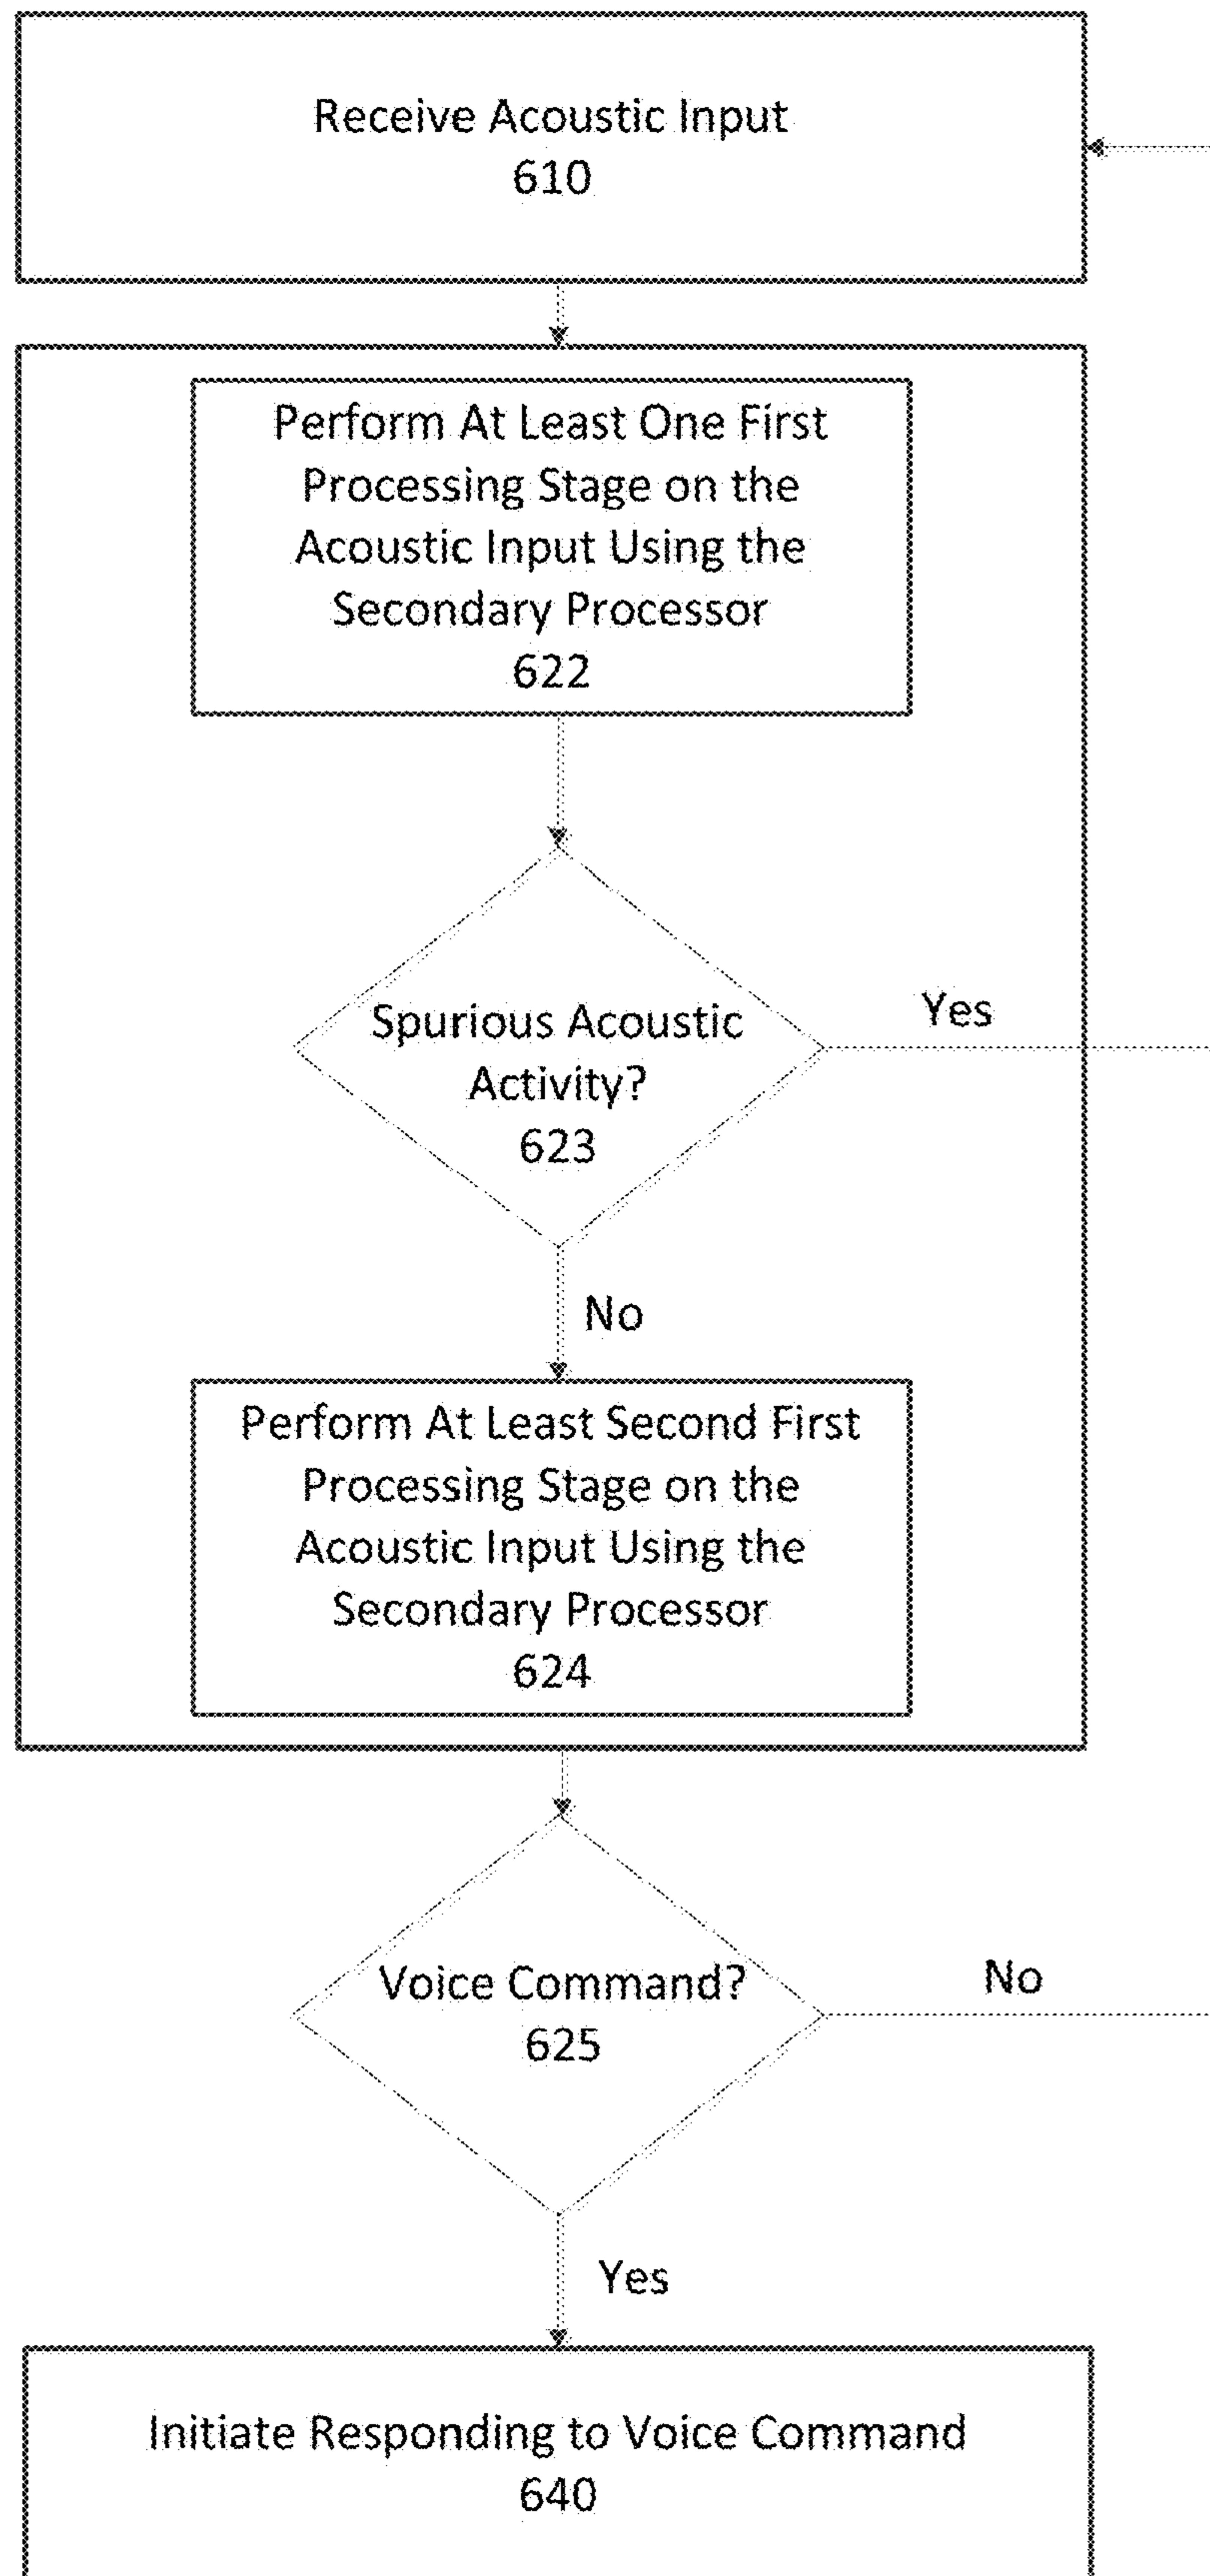 Receive Acoustic Input
610
Perform At Least One First
Processing Stage on the
Acoustic Input Using the
Secondary Processor
622
Spurious Acoustic
Activity?
623
Yes
No
Perform At Least Second First
Processing Stage on the
Acoustic Input Using the
Secondary Processor
624
Voice Command?
625
No
Yes
Initiate Responding to Voice Command
640